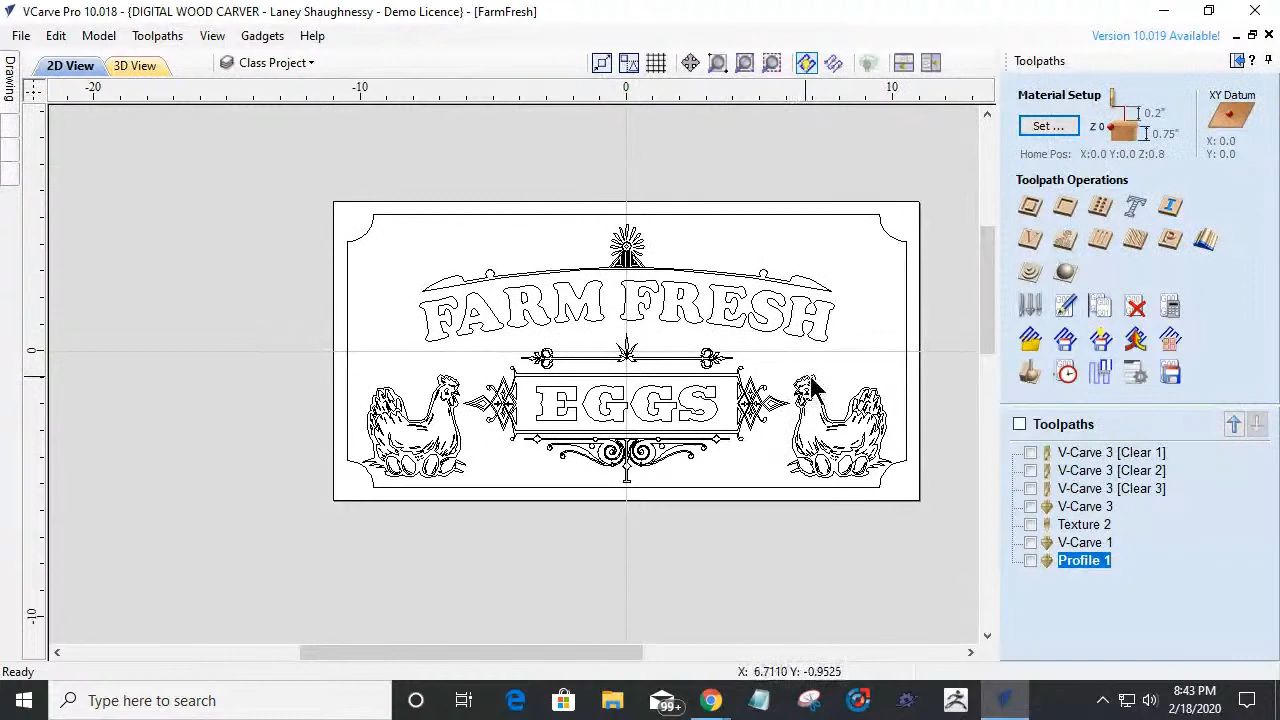 VCarve Pro 10.018 - {DIGITAL WOOD CARVER - Laney Shaughnessy - Demo Licence} - [FarmFresh]
File Edit Model Toolpaths View Gadgets Help
Version 10.019 Available!
Drawing
2D View 3D View Class Project
-20 -10 0 10
0
-10
FARM FRESH
EGGS
Toolpaths
Material Setup
Set ...
Z 0
0.2"
0.75"
XY Datum
X: 0.0
Y: 0.0
Home Pos: X:0.0 Y:0.0 Z:0.8
Toolpath Operations
Toolpaths
V-Carve 3 [Clear 1]
V-Carve 3 [Clear 2]
V-Carve 3 [Clear 3]
V-Carve 3
Texture 2
V-Carve 1
Profile 1
Ready
X: 6.7110 Y: -0.9525
Type here to search
99+
8:43 PM
2/18/2020